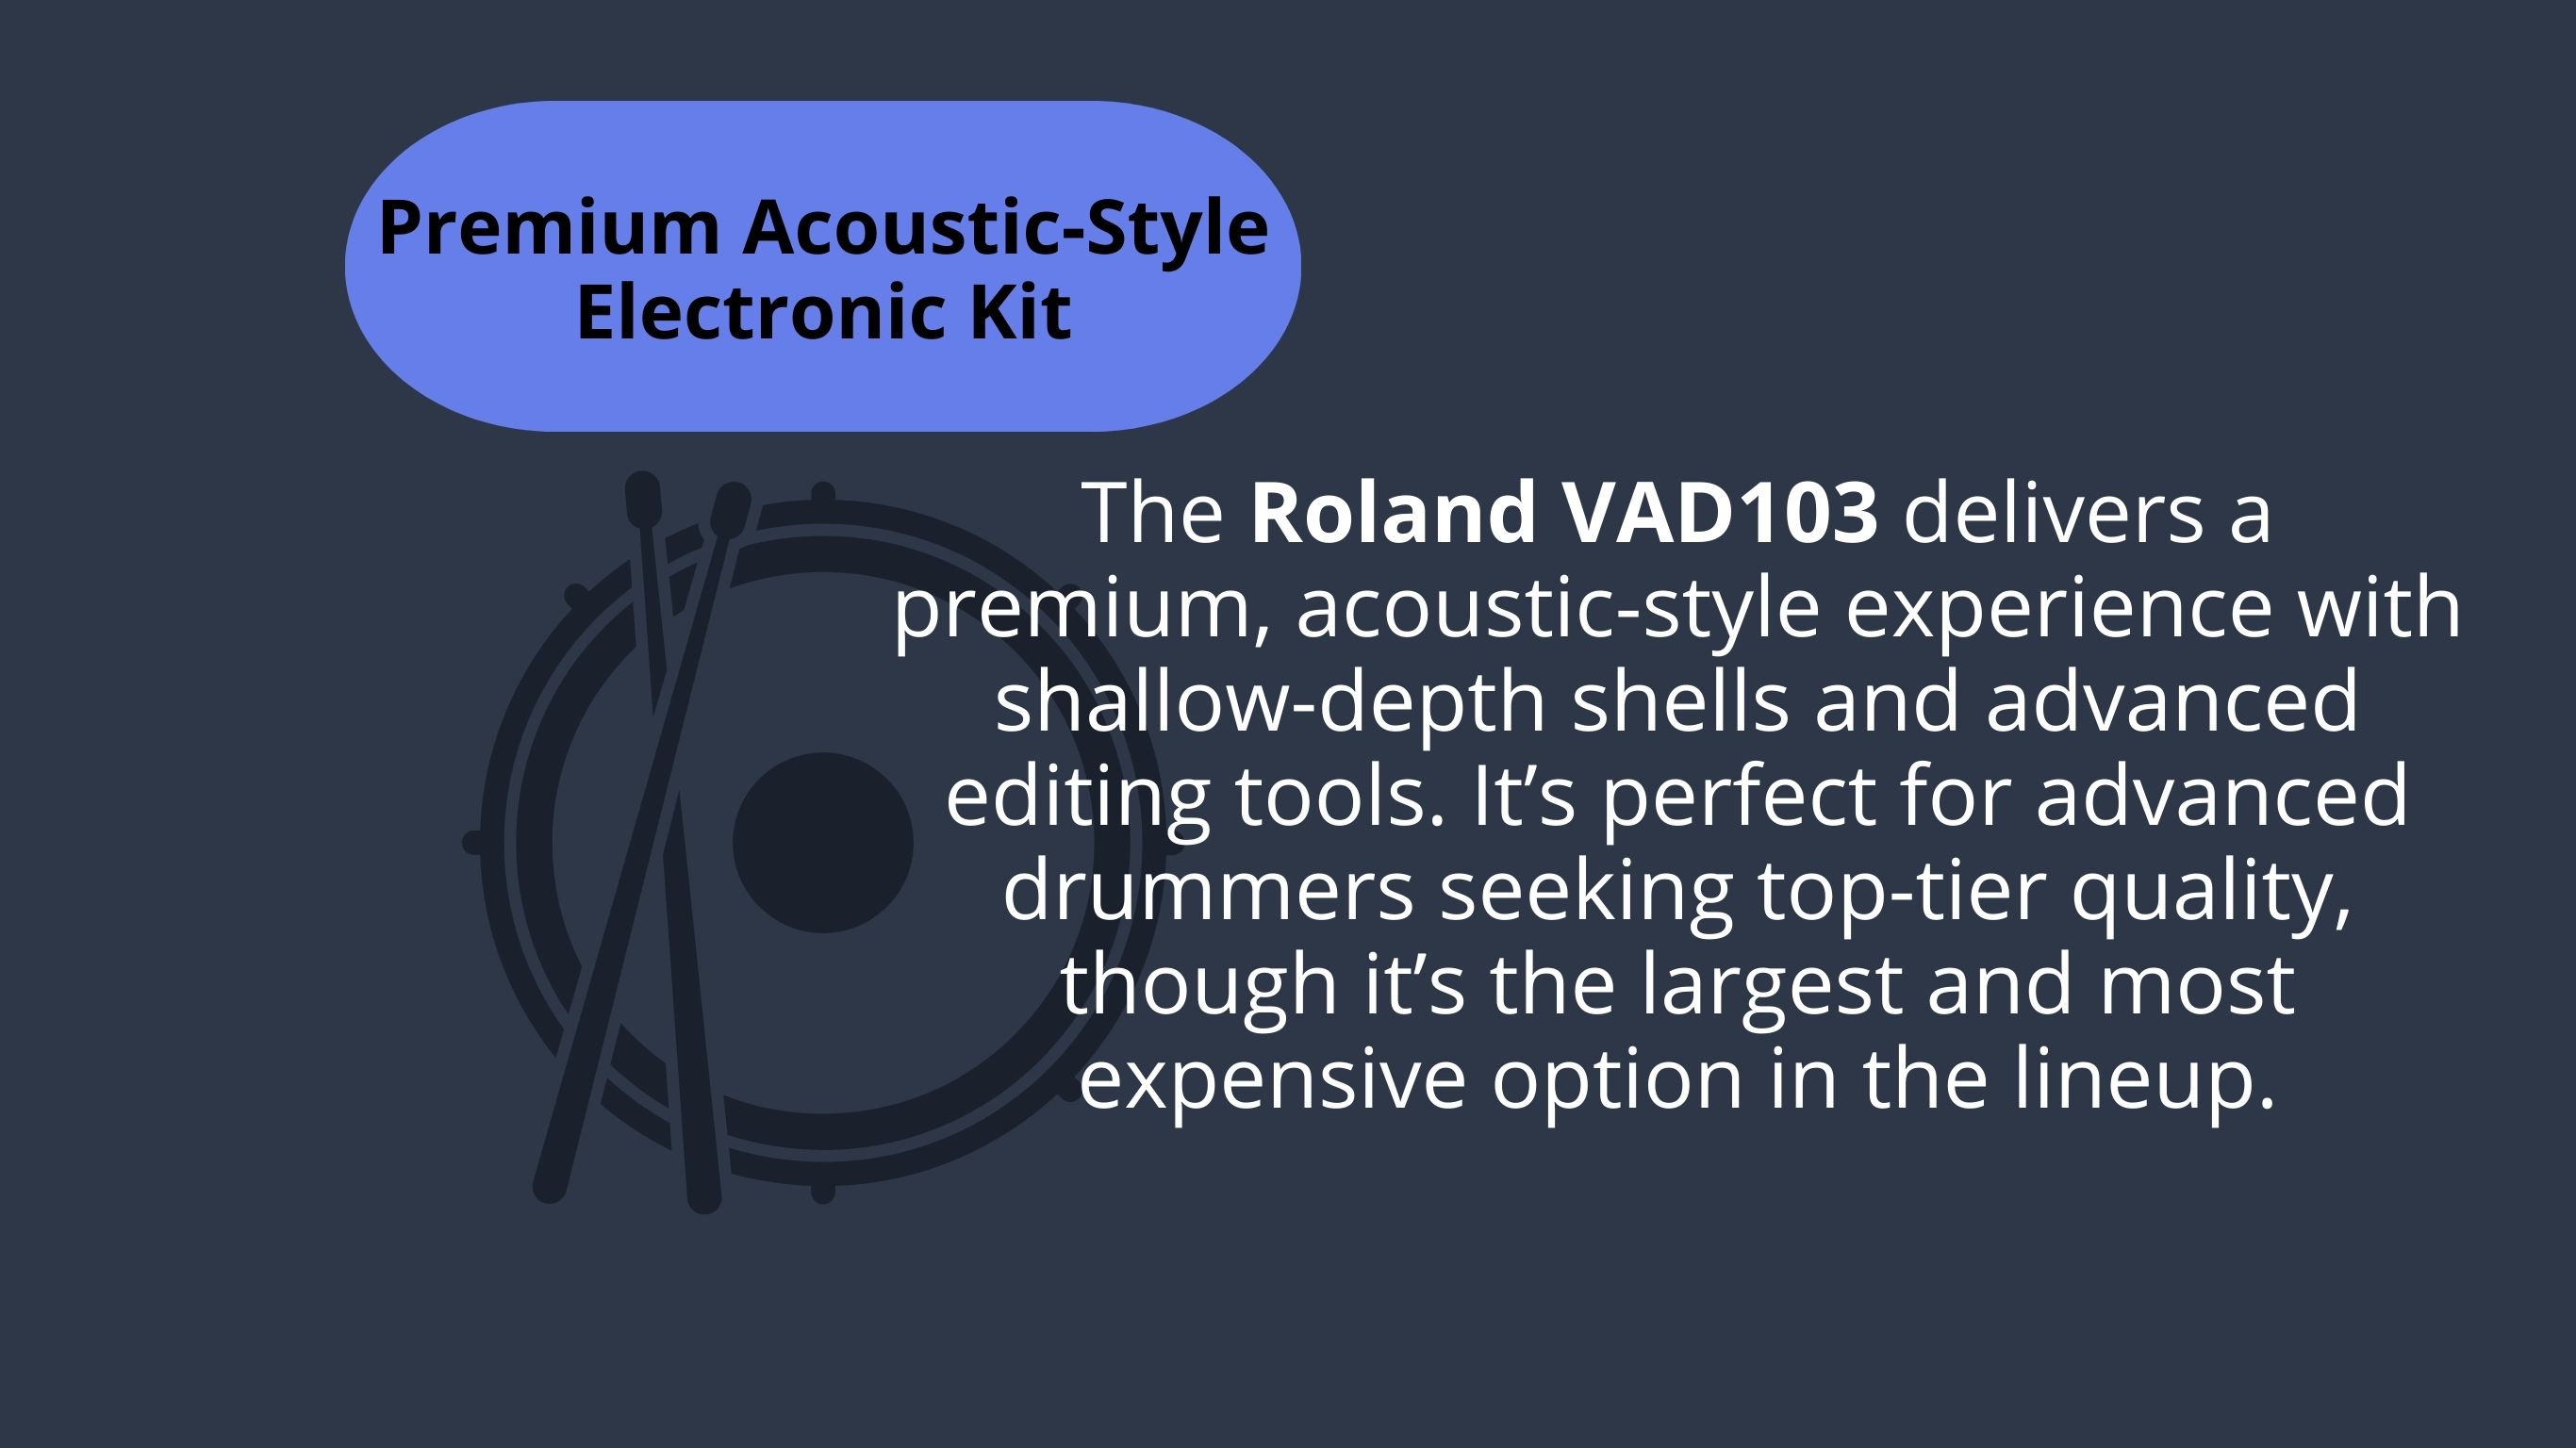 Premium Acoustic-Style
Electronic Kit
The Roland VAD103 delivers a
premium, acoustic-style experience with
shallow-depth shells and advanced
editing tools. It’s perfect for advanced
drummers seeking top-tier quality,
though it’s the largest and most
expensive option in the lineup.